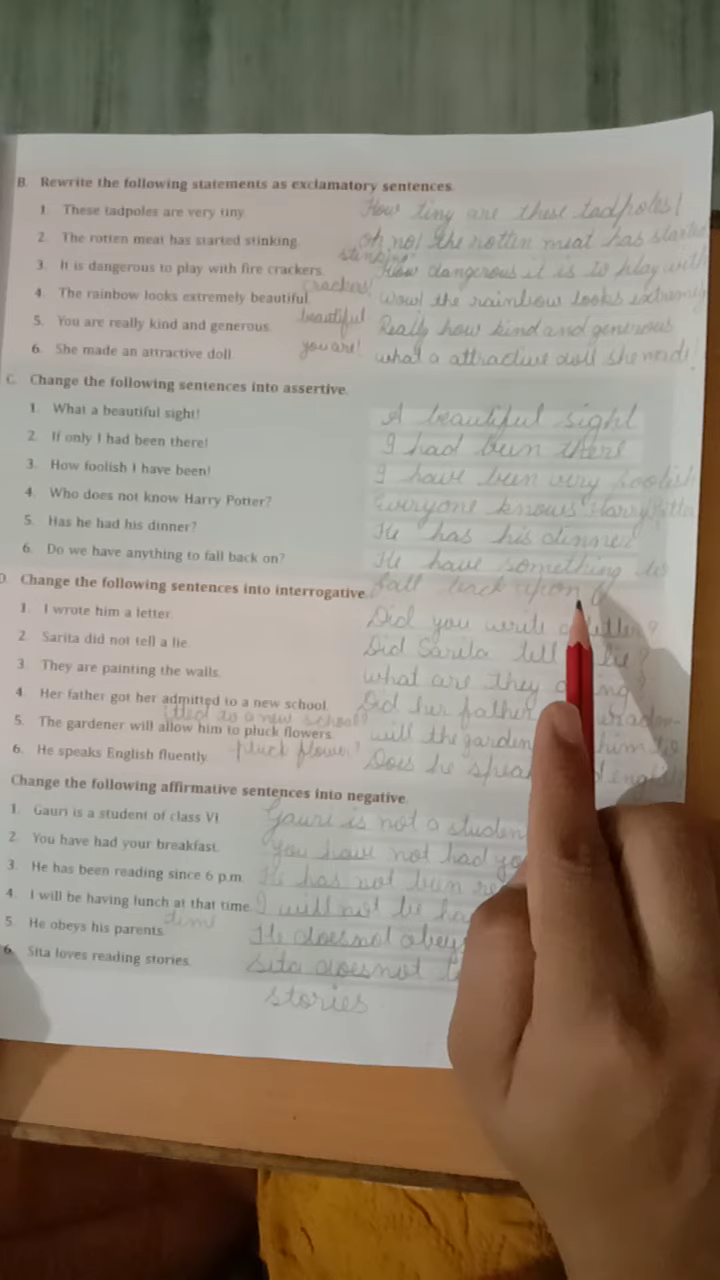 B. Rewrite the following statements as exclamatory sentences.
1. These tadpoles are very tiny. How tiny are these tadpoles!
2. The rotten meat has started stinking. Oh no! the rotten meat has started
stinking
3. It is dangerous to play with fire crackers. How dangerous it is to play with
crackers!
4. The rainbow looks extremely beautiful. Wow! the rainbow looks extremely
beautiful
5. You are really kind and generous. Really how kind and generous
you are!
6. She made an attractive doll. what a attractive doll she made!
C. Change the following sentences into assertive.
1. What a beautiful sight! A beautiful sight
2. If only I had been there! I had been there
3. How foolish I have been! I have been very foolish
4. Who does not know Harry Potter? Everyone knows Harry
5. Has he had his dinner? He has his dinner
6. Do we have anything to fall back on? He have something to
fall back upon
D. Change the following sentences into interrogative.
1. I wrote him a letter. Did you write a letter?
2. Sarita did not tell a lie. Did Sarita tell lie?
3. They are painting the walls. what are they
4. Her father got her admitted to a new school. Did her father
tted to a new school?
5. The gardener will allow him to pluck flowers. will the garden him to
pluck flower?
6. He speaks English fluently. Does he speak
Change the following affirmative sentences into negative.
1. Gauri is a student of class VI. Gauri is not a studen
2. You have had your breakfast. You have not had yo
3. He has been reading since 6 p.m. He has not been re
4. I will be having lunch at that time. I will not be ha
time
5. He obeys his parents. He does not obey
6. Sita loves reading stories. Sita does not
stories